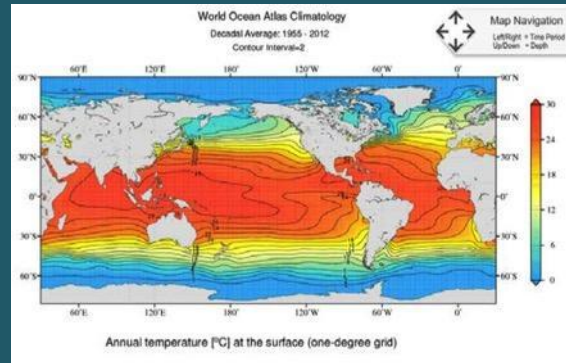 World Ocean Atlas Climatology
Decadal Average: 1955 - 2012
Contour Interval=2
Map Navigation
Left/Right = Time Period
Up/Down = Depth
60˚E 120˚E 180˚ 120˚W 60˚W 0˚
90˚N 90˚N
60˚N 60˚N
30˚N 30˚N
0˚ 0˚
30˚S 30˚S
60˚S 60˚S
60˚E 120˚E 180˚ 120˚W 60˚W 0˚
30
24
18
12
6
0
Annual temperature [ºC] at the surface (one-degree grid)